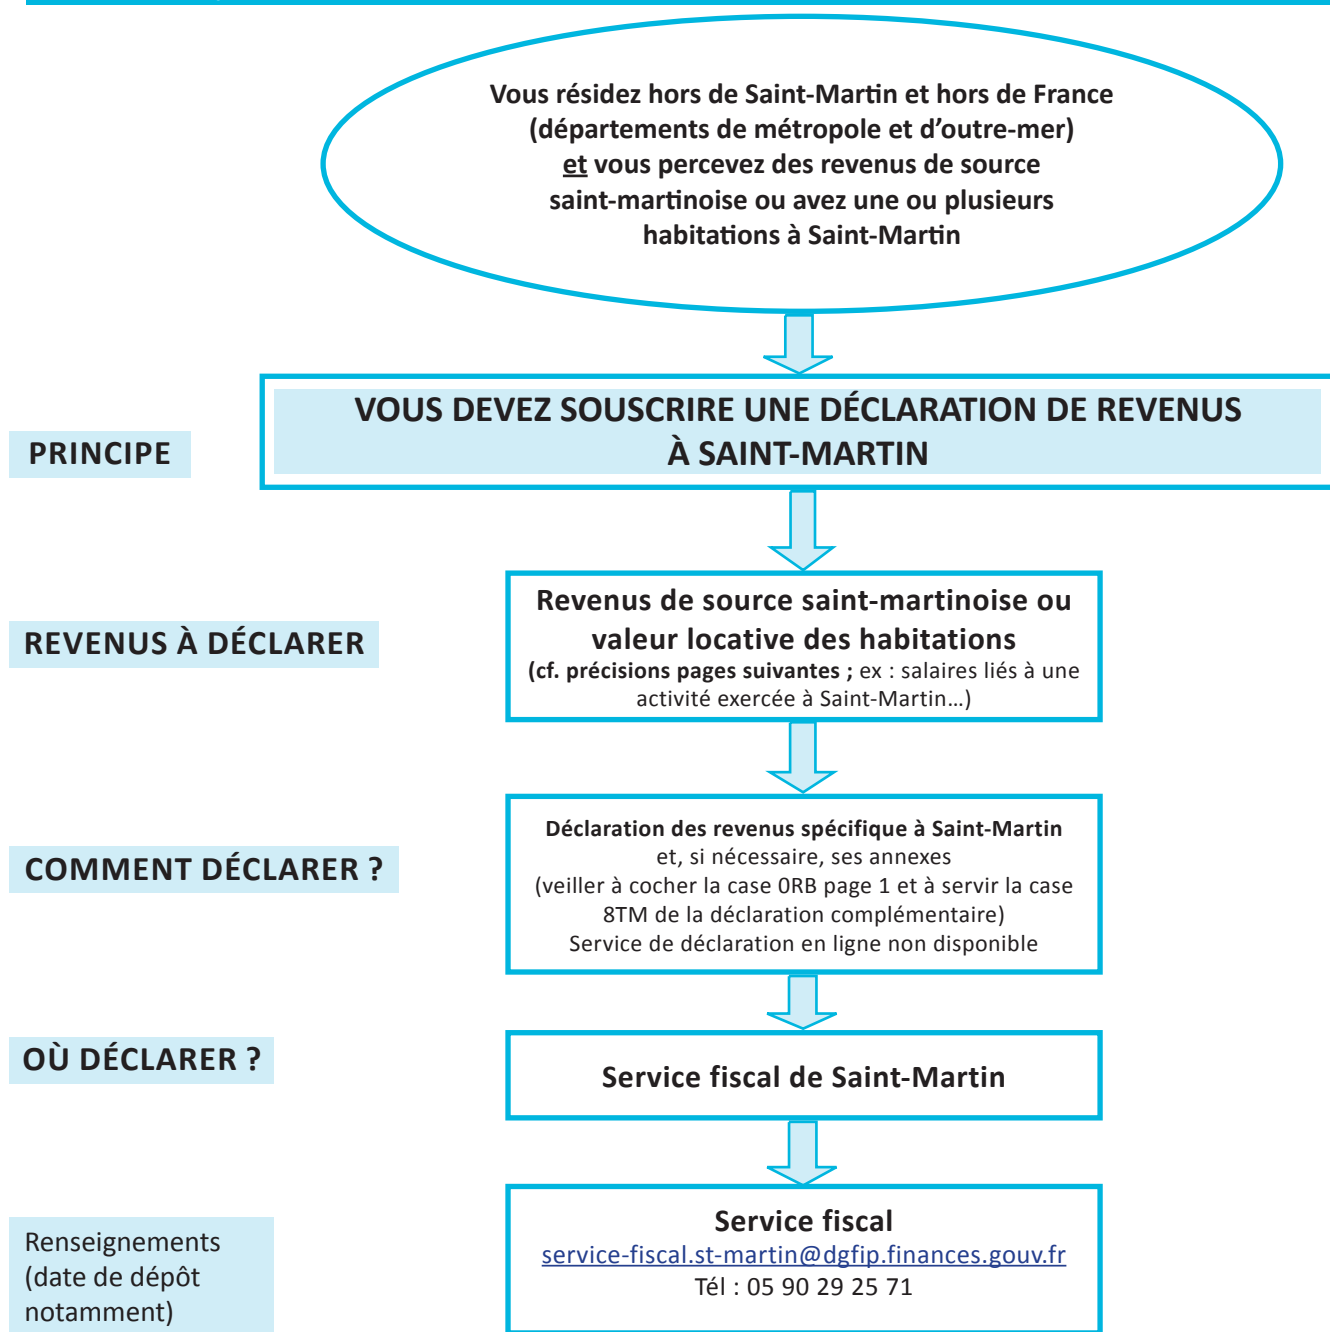 Vous résidez hors de Saint-Martin et hors de France
(départements de métropole et d'outre-mer)
et vous percevez des revenus de source
saint-martinoise ou avez une ou plusieurs
habitations à Saint-Martin
PRINCIPE
VOUS DEVEZ SOUSCRIRE UNE DÉCLARATION DE REVENUS
À SAINT-MARTIN
REVENUS À DÉCLARER
Revenus de source saint-martinoise ou
valeur locative des habitations
(cf. précisions pages suivantes ; ex : salaires liés à une
activité exercée à Saint-Martin…)
COMMENT DÉCLARER ?
Déclaration des revenus spécifique à Saint-Martin
et, si nécessaire, ses annexes
(veiller à cocher la case 0RB page 1 et à servir la case
8TM de la déclaration complémentaire)
Service de déclaration en ligne non disponible
OÙ DÉCLARER ?
Service fiscal de Saint-Martin
Renseignements
(date de dépôt
notamment)
Service fiscal
service-fiscal.st-martin@dgfip.finances.gouv.fr
Tél : 05 90 29 25 71